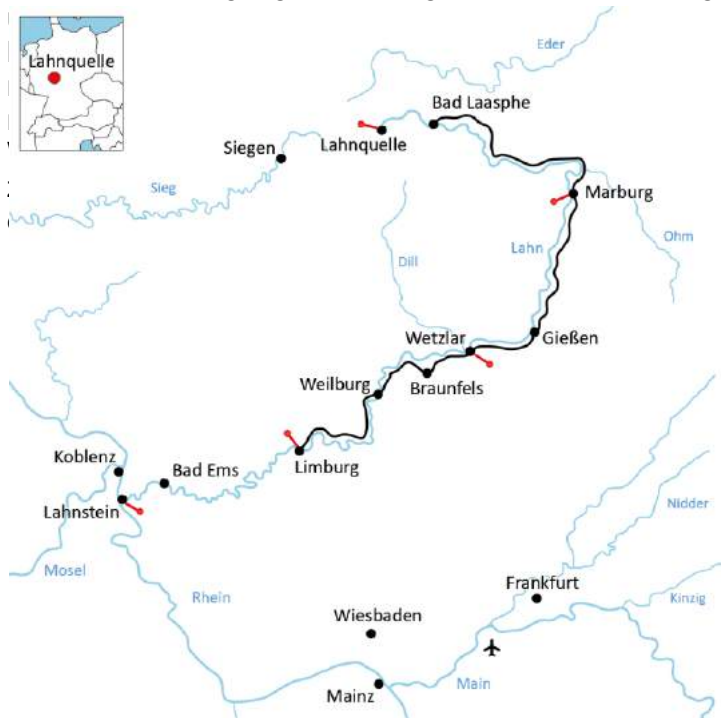 Lahnquelle
Eder
Bad Laasphe
Siegen
Lahnquelle
Sieg
Marburg
Ohm
Lahn
Dill
Wetzlar
Gießen
Weilburg
Braunfels
Koblenz
Bad Ems
Limburg
Lahnstein
Nidder
Mosel
Rhein
Frankfurt
Kinzig
Wiesbaden
Mainz
Main